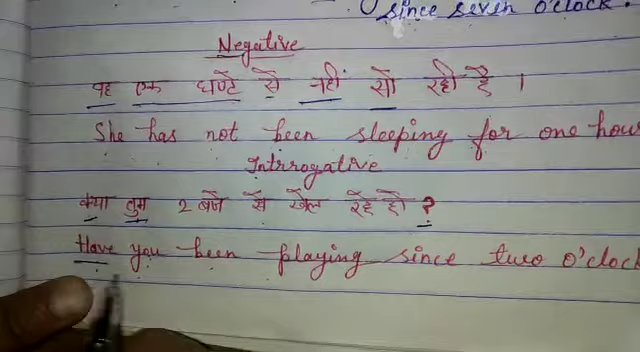 since seven o'clock.
Negative
वह एक घण्टे से नहीं सो रही है ।
She has not been sleeping for one hour
Intrrogative
क्या तुम 2 बजे से खेल रहे हो ?
Have you been playing since two o'clock